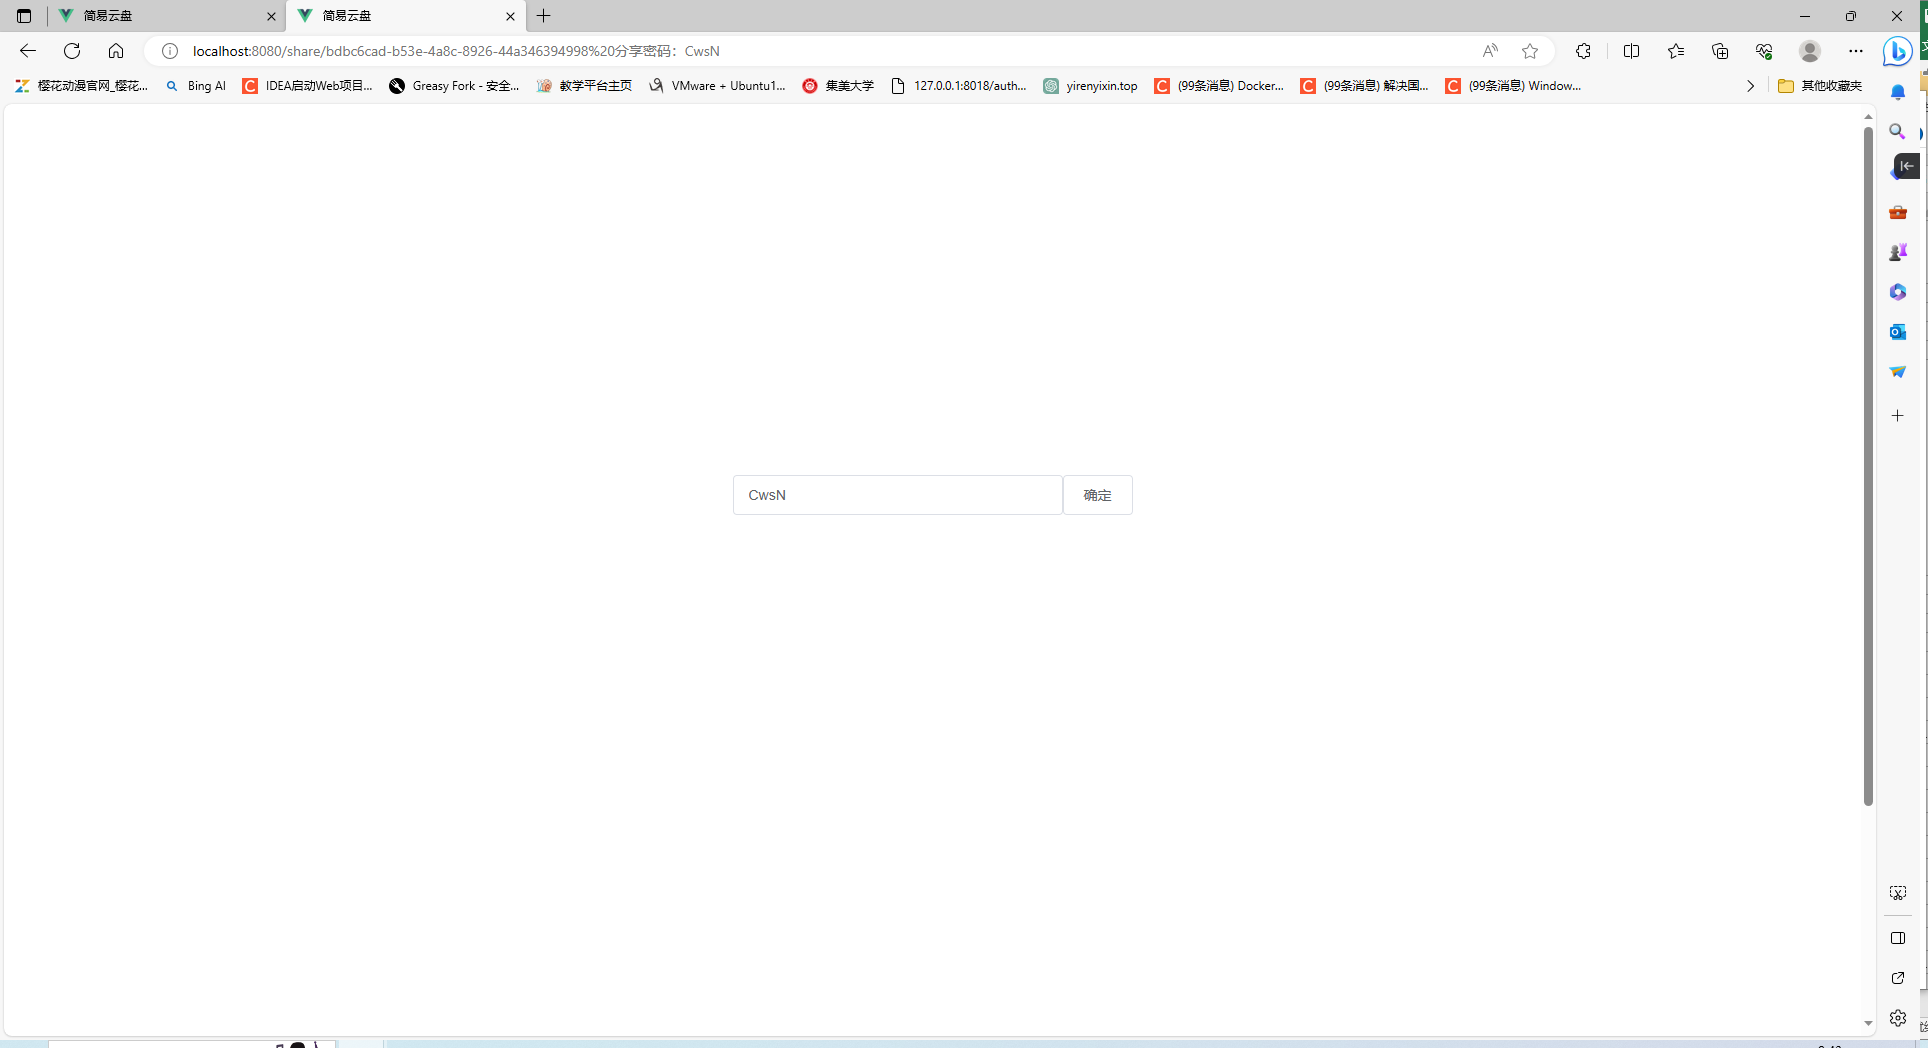 简易云盘
简易云盘
localhost:8080/share/bdbc6cad-b53e-4a8c-8926-44a346394998%20分享密码：CwsN
樱花动漫官网_樱花...
Bing AI
IDEA启动Web项目...
Greasy Fork - 安全...
教学平台主页
VMware + Ubuntu1...
集美大学
127.0.0.1:8018/auth...
yirenyixin.top
(99条消息) Docker...
(99条消息) 解决国...
(99条消息) Window...
其他收藏夹
CwsN
确定